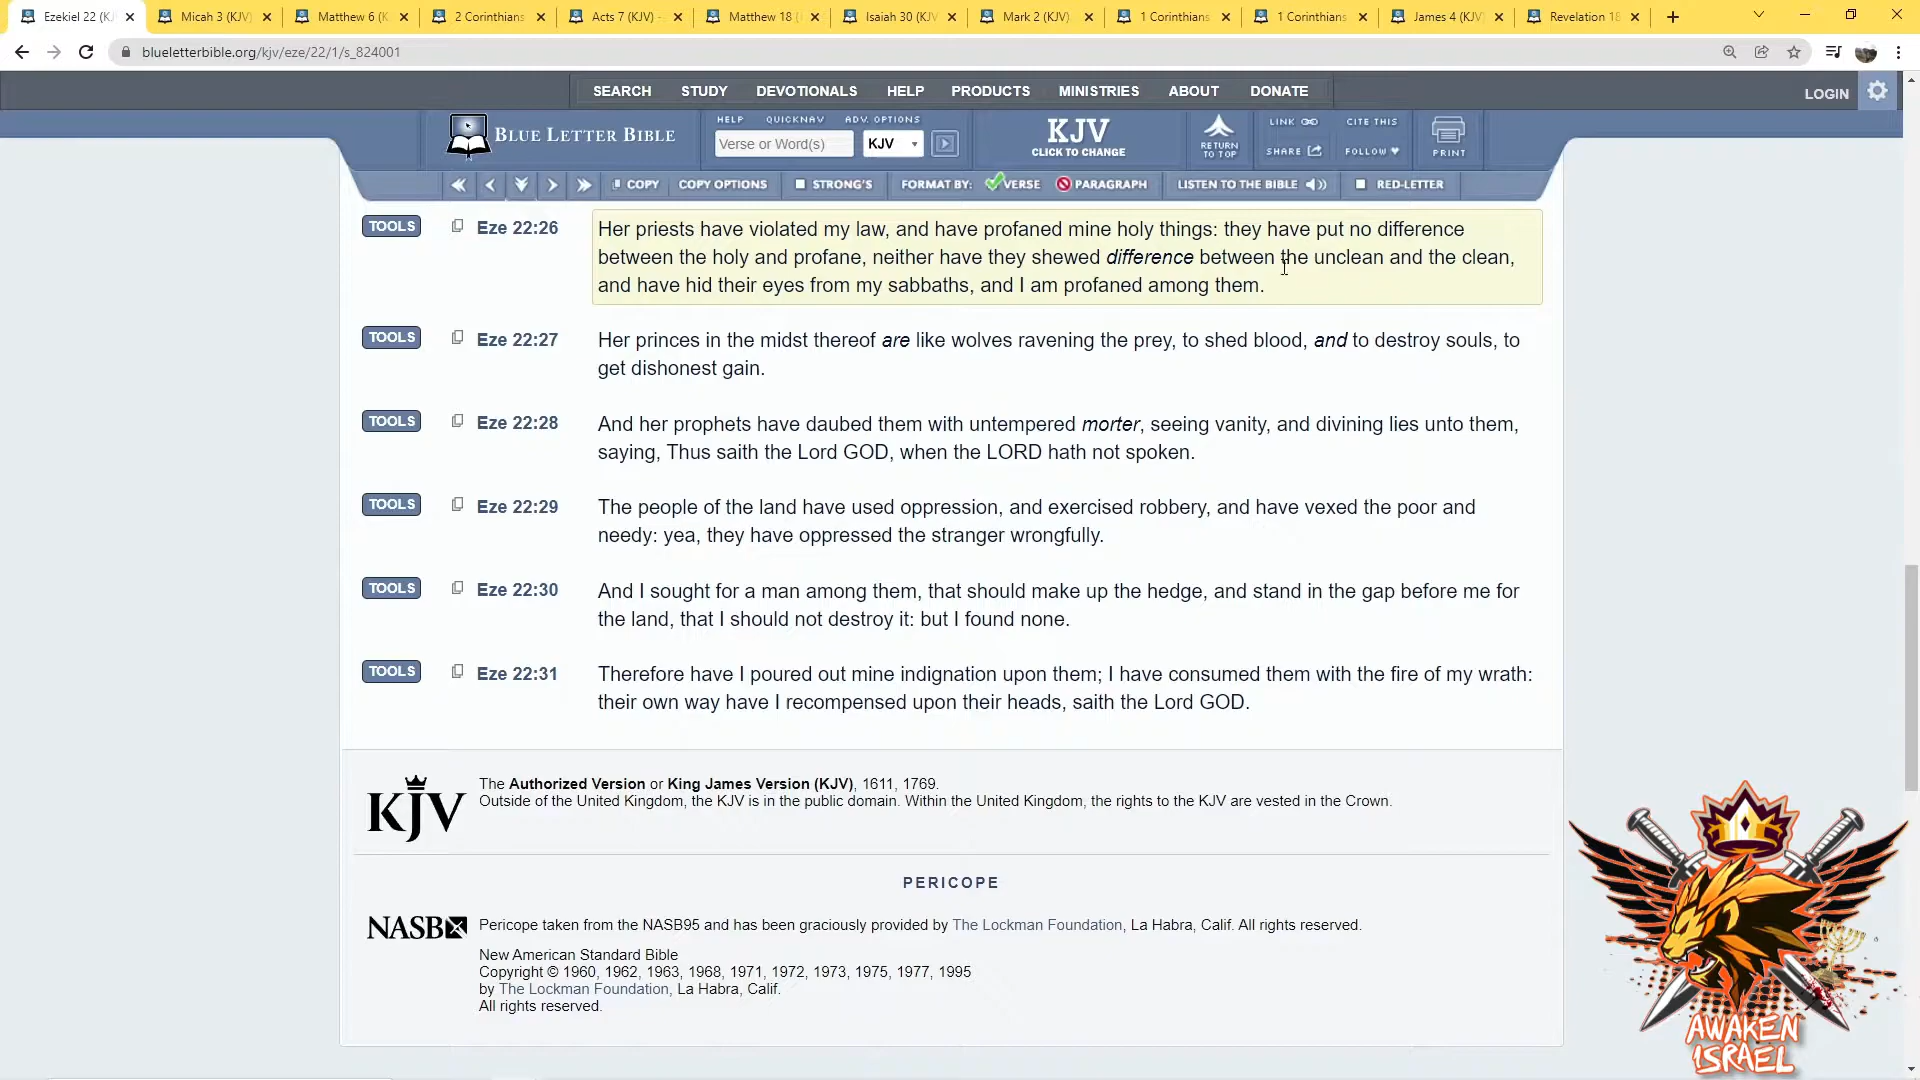 Ezekiel 22 (K
Micah 3 (KJV)
Matthew 6 (K
2 Corinthians
Acts 7 (KJV) -
Matthew 18 (
Isaiah 30 (KJV
Mark 2 (KJV)
1 Corinthians
1 Corinthians
James 4 (KJV)
Revelation 18
blueletterbible.org/kjv/eze/22/1/s_824001
SEARCH STUDY DEVOTIONALS HELP PRODUCTS MINISTRIES ABOUT DONATE
LOGIN
BLUE LETTER BIBLE
HELP QUICKNAV ADV. OPTIONS
Verse or Word(s) KJV
KJV
CLICK TO CHANGE
RETURN
TO TOP
LINK CITE THIS
SHARE FOLLOW
PRINT
COPY COPY OPTIONS STRONG'S FORMAT BY: VERSE PARAGRAPH LISTEN TO THE BIBLE RED-LETTER
TOOLS Eze 22:26 Her priests have violated my law, and have profaned mine holy things: they have put no difference
between the holy and profane, neither have they shewed difference between the unclean and the clean,
and have hid their eyes from my sabbaths, and I am profaned among them.
TOOLS Eze 22:27 Her princes in the midst thereof are like wolves ravening the prey, to shed blood, and to destroy souls, to
get dishonest gain.
TOOLS Eze 22:28 And her prophets have daubed them with untempered morter, seeing vanity, and divining lies unto them,
saying, Thus saith the Lord GOD, when the LORD hath not spoken.
TOOLS Eze 22:29 The people of the land have used oppression, and exercised robbery, and have vexed the poor and
needy: yea, they have oppressed the stranger wrongfully.
TOOLS Eze 22:30 And I sought for a man among them, that should make up the hedge, and stand in the gap before me for
the land, that I should not destroy it: but I found none.
TOOLS Eze 22:31 Therefore have I poured out mine indignation upon them; I have consumed them with the fire of my wrath:
their own way have I recompensed upon their heads, saith the Lord GOD.
KJV
The Authorized Version or King James Version (KJV), 1611, 1769.
Outside of the United Kingdom, the KJV is in the public domain. Within the United Kingdom, the rights to the KJV are vested in the Crown.
PERICOPE
NASB
Pericope taken from the NASB95 and has been graciously provided by The Lockman Foundation, La Habra, Calif. All rights reserved.
New American Standard Bible
Copyright © 1960, 1962, 1963, 1968, 1971, 1972, 1973, 1975, 1977, 1995
by The Lockman Foundation, La Habra, Calif.
All rights reserved.
AWAKEN
ISRAEL